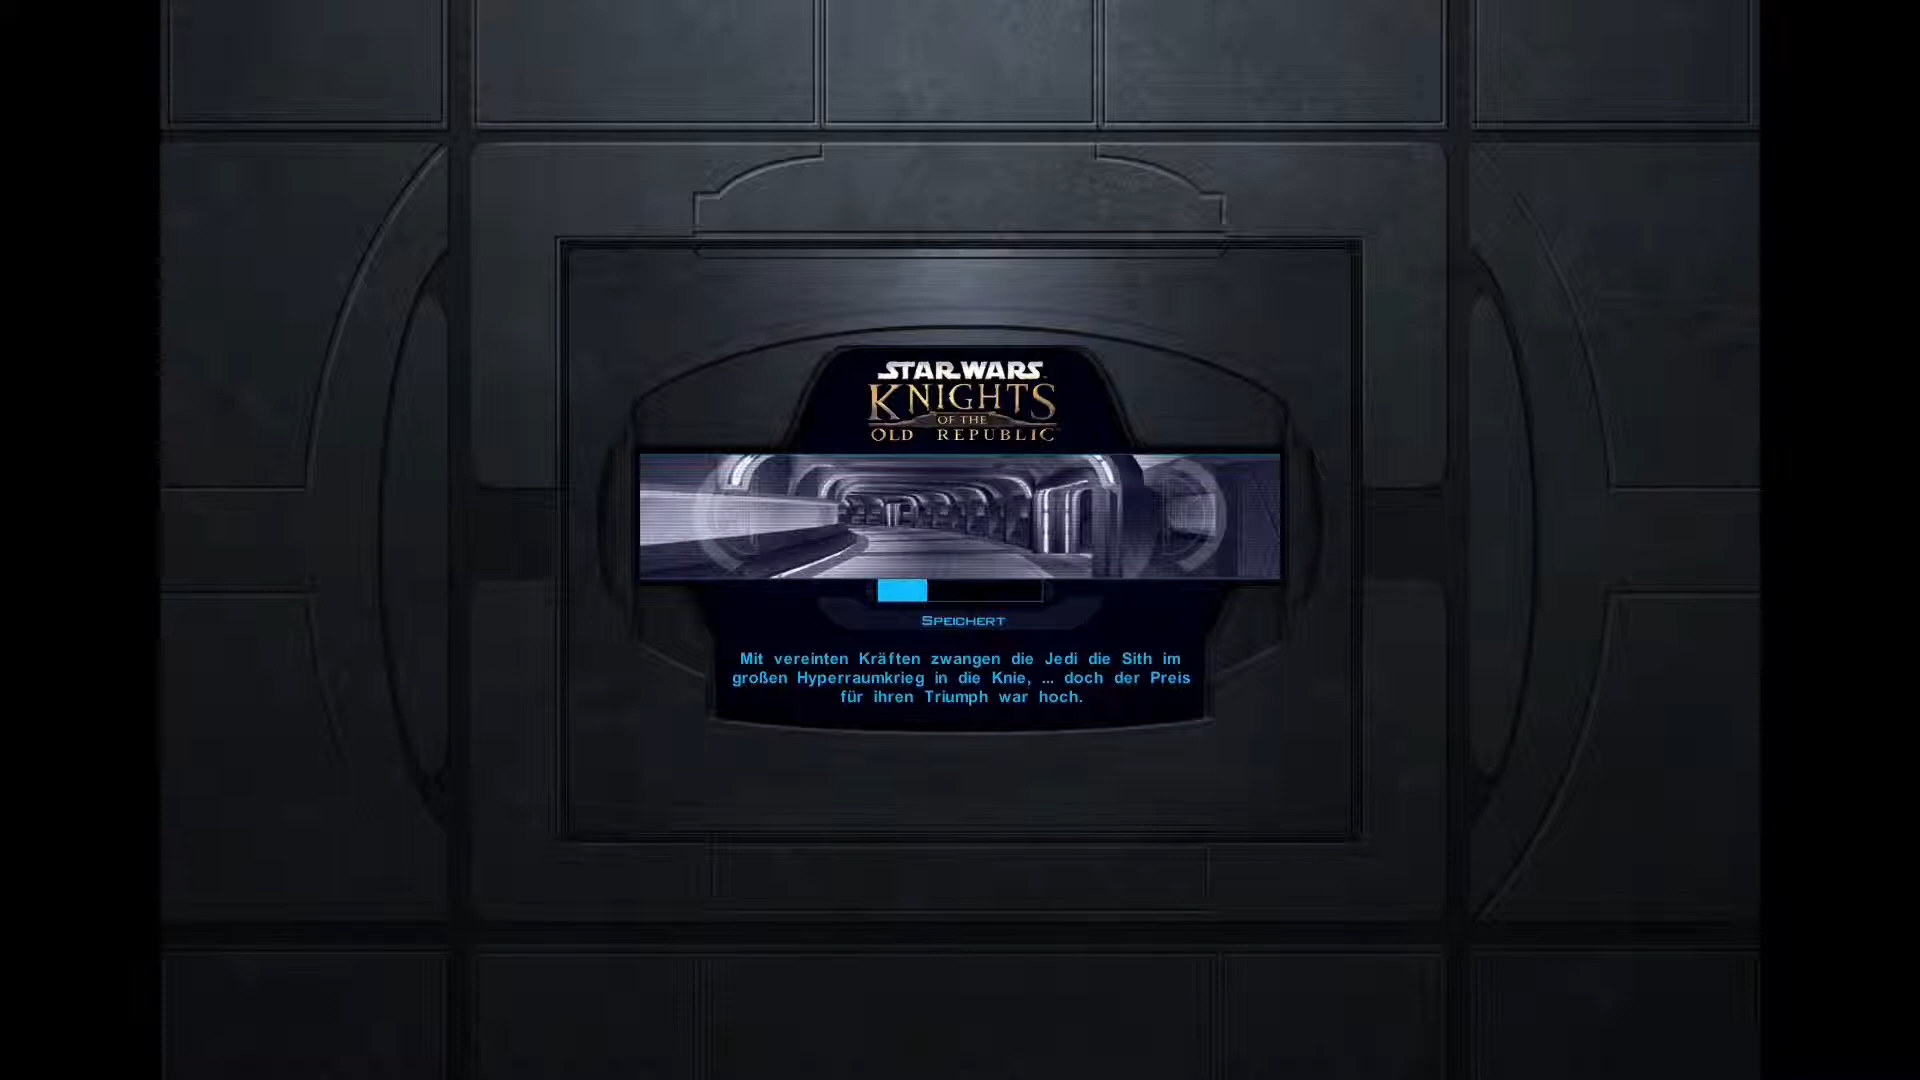 STAR WARS
KNIGHTS
OF THE
OLD REPUBLIC
SPEICHERT
Mit vereinten Kräften zwangen die Jedi die Sith im
großen Hyperraumkrieg in die Knie, ... doch der Preis
für ihren Triumph war hoch.